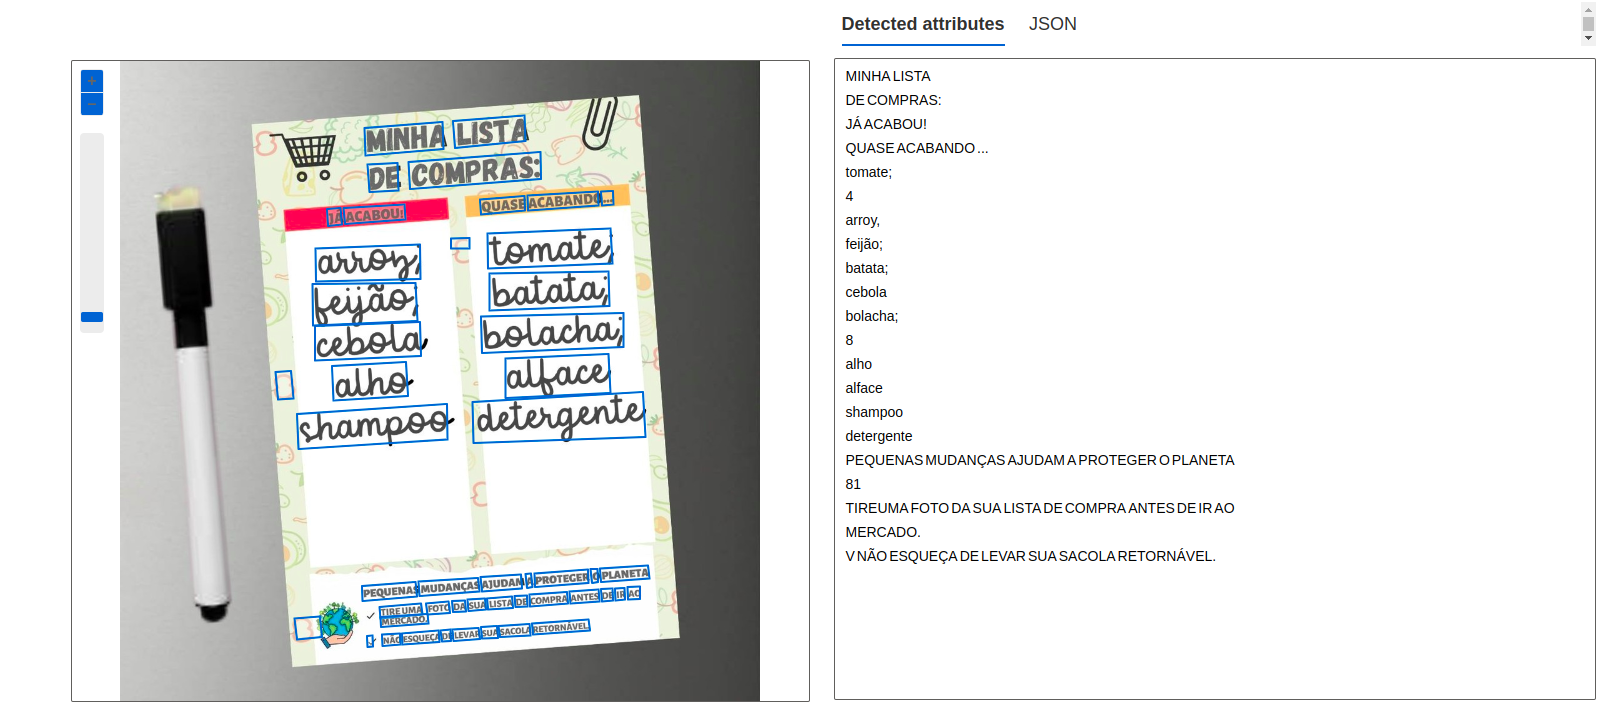 Detected attributes
JSON
+
−
MINHA LISTA
DE COMPRAS:
JÁ ACABOU!
arroz;
feijão;
cebola,
alho,
shampoo,
QUASE ACABANDO...
tomate;
batata;
bolacha;
alface,
detergente,
PEQUENAS MUDANÇAS AJUDAM A PROTEGER O PLANETA
✓ TIRE UMA FOTO DA SUA LISTA DE COMPRA ANTES DE IR AO
MERCADO.
✓ NÃO ESQUEÇA DE LEVAR SUA SACOLA RETORNÁVEL.
MINHA LISTA
DE COMPRAS:
JÁ ACABOU!
QUASE ACABANDO ...
tomate;
4
arroy,
feijão;
batata;
cebola
bolacha;
8
alho
alface
shampoo
detergente
PEQUENAS MUDANÇAS AJUDAM A PROTEGER O PLANETA
81
TIREUMA FOTO DA SUA LISTA DE COMPRA ANTES DE IR AO
MERCADO.
V NÃO ESQUEÇA DE LEVAR SUA SACOLA RETORNÁVEL.